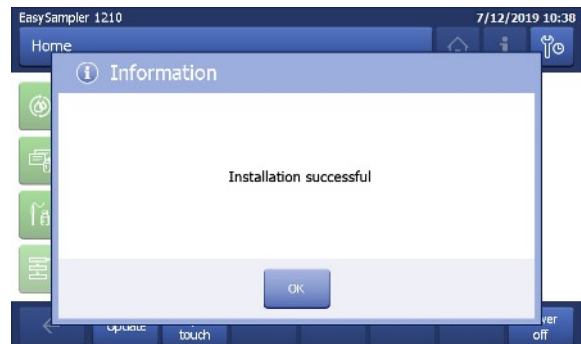 EasySampler 1210
7/12/2019 10:38
Home
Information
Installation successful
OK
Update
touch
off